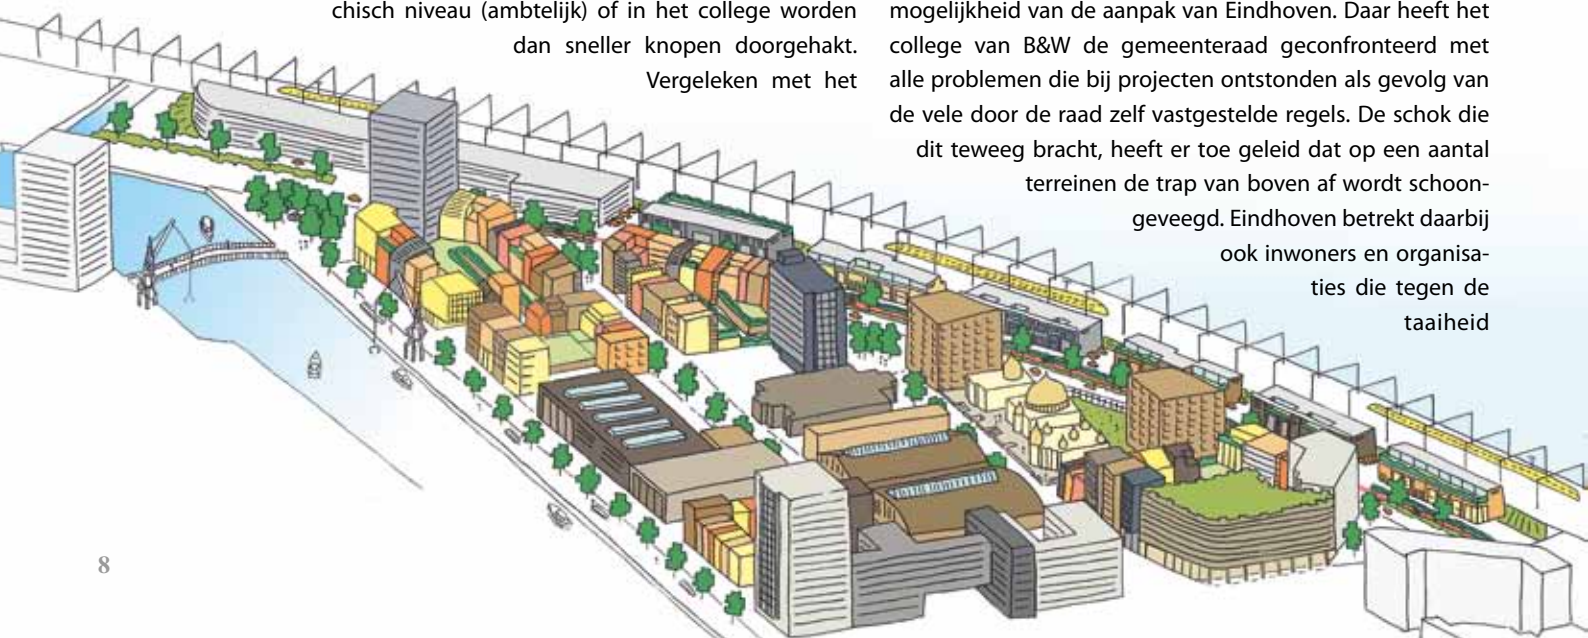 chisch niveau (ambtelijk) of in het college worden
dan sneller knopen doorgehakt.
Vergeleken met het
mogelijkheid van de aanpak van Eindhoven. Daar heeft het
college van B&W de gemeenteraad geconfronteerd met
alle problemen die bij projecten ontstonden als gevolg van
de vele door de raad zelf vastgestelde regels. De schok die
dit teweeg bracht, heeft er toe geleid dat op een aantal
terreinen de trap van boven af wordt schoon-
geveegd. Eindhoven betrekt daarbij
ook inwoners en organisa-
ties die tegen de
taaiheid
8